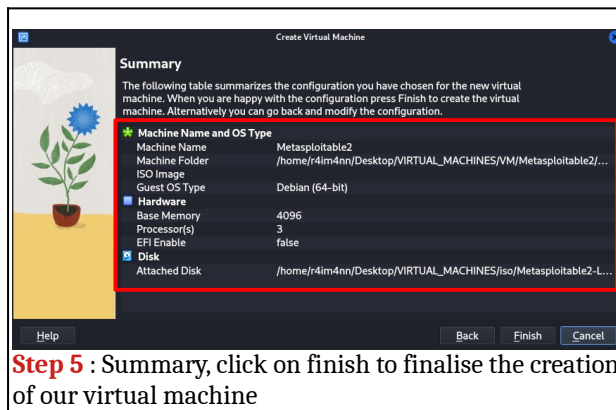 Create Virtual Machine
Summary
The following table summarizes the configuration you have chosen for the new virtual
machine. When you are happy with the configuration press Finish to create the virtual
machine. Alternatively you can go back and modify the configuration.
Machine Name and OS Type
Machine Name Metasploitable2
Machine Folder /home/r4im4nn/Desktop/VIRTUAL_MACHINES/VM/Metasploitable2/...
ISO Image
Guest OS Type Debian (64-bit)
Hardware
Base Memory 4096
Processor(s) 3
EFI Enable false
Disk
Attached Disk /home/r4im4nn/Desktop/VIRTUAL_MACHINES/iso/Metasploitable2-L...
Help Back Finish Cancel
Step 5 : Summary, click on finish to finalise the creation
of our virtual machine